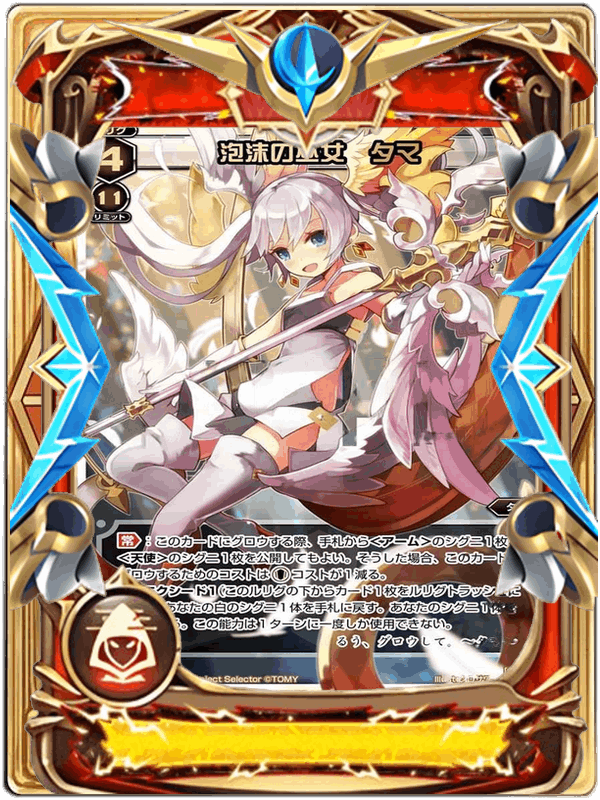 4
泡沫の 女 タマ
11
リミット
常：このカードにグロウする際、手札から<アーム>のシグニ1枚
<天使>のシグニ1枚を公開してもよい。そうした場合、このカード
ロウするためのコストは コストが1減る。
クシード1(このルリグの下からカード1枚をルリグトラッシュに
あなたの白のシグニ1体を手札に戻す。あなたのシグニ1体
る。この能力は1ターンに一度しか使用できない。
るう、グロウして。～タ
lect Selector ©TOMY